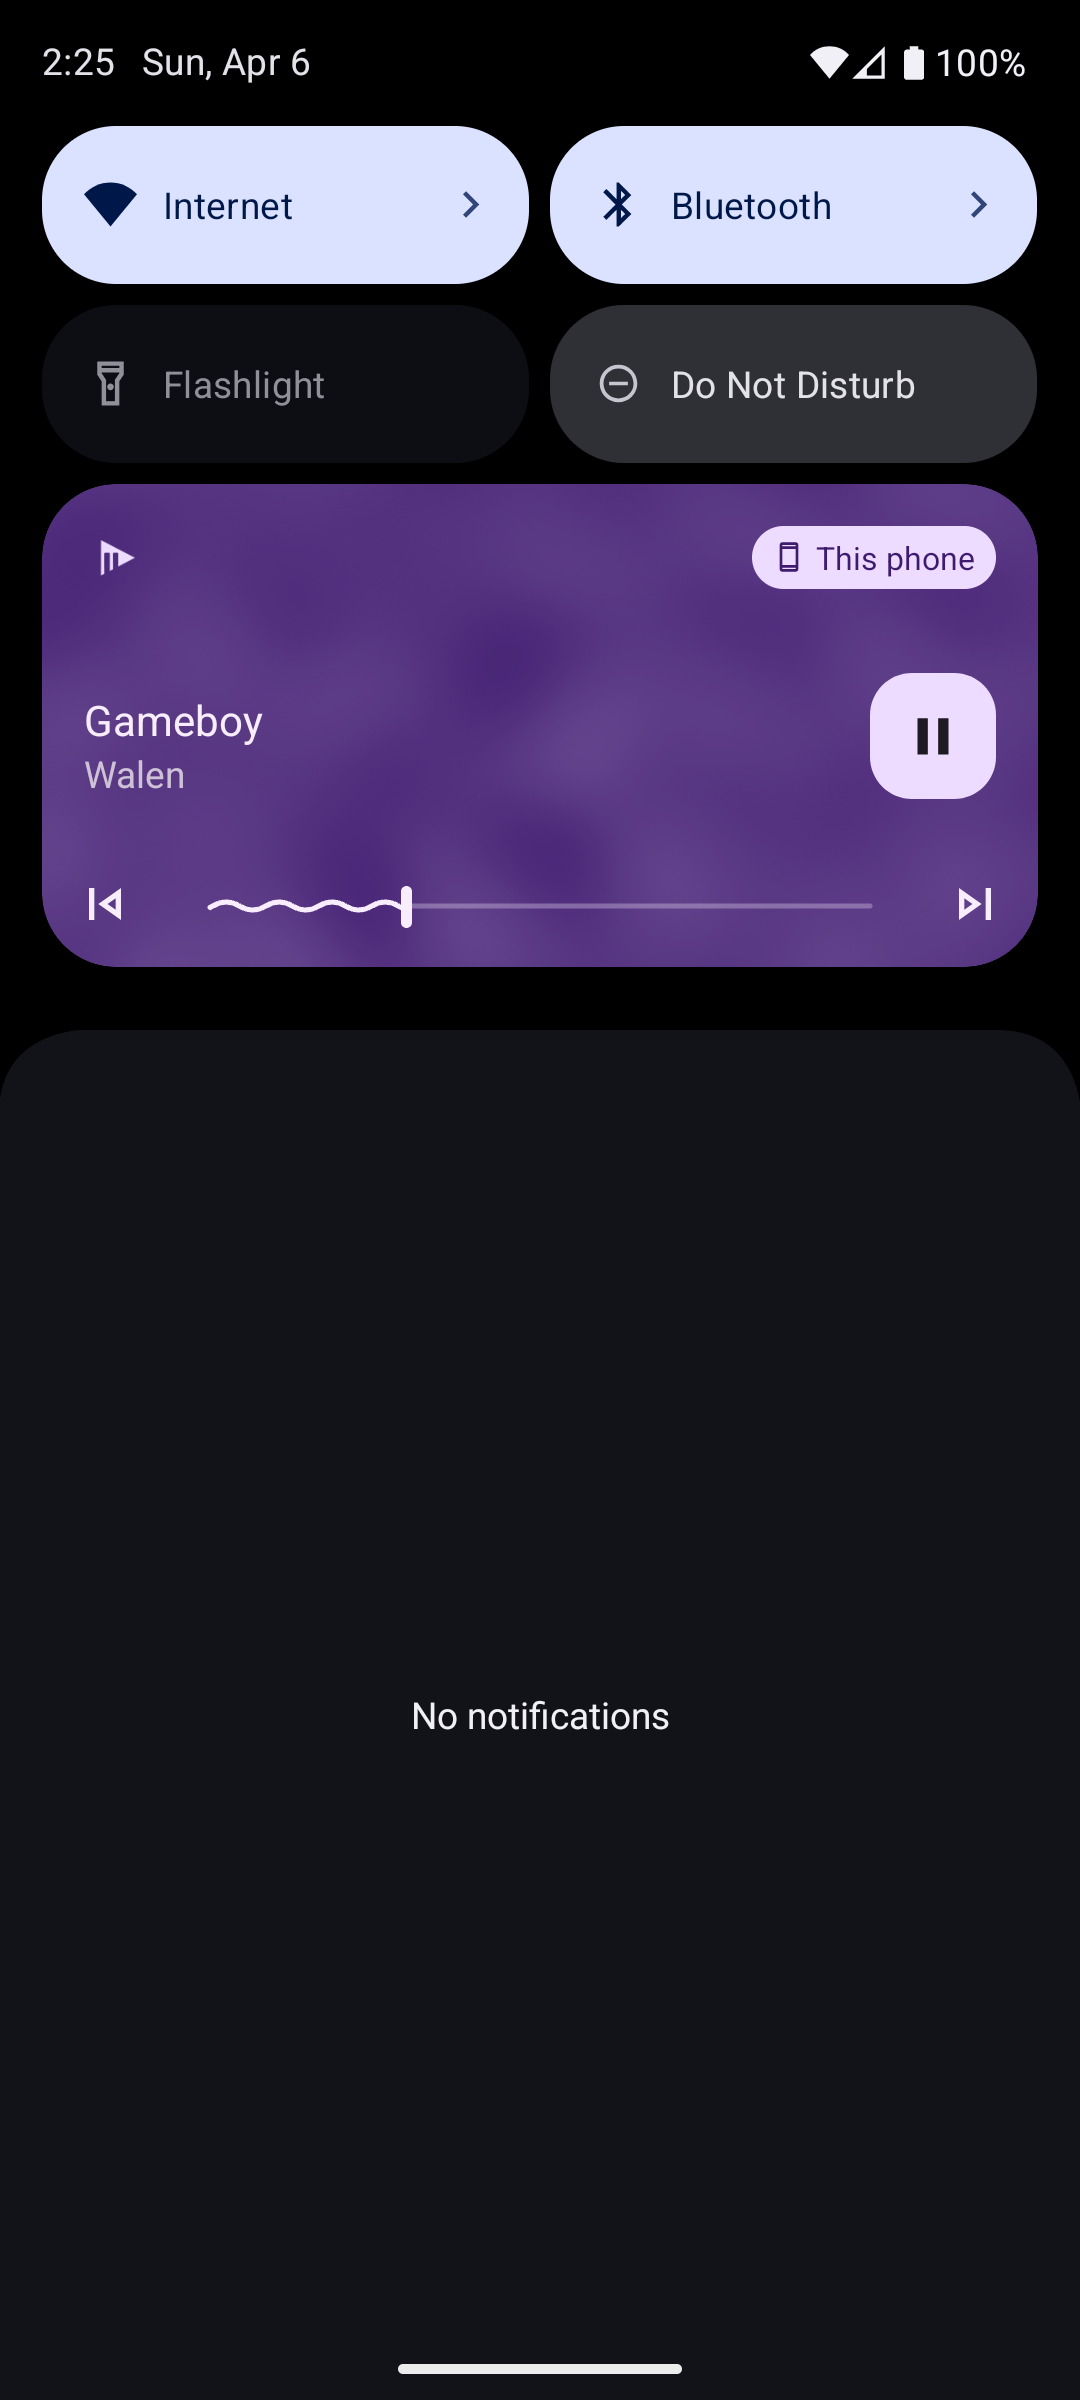 2:25 Sun, Apr 6 100%
Internet
Bluetooth
Flashlight
Do Not Disturb
This phone
Gameboy
Walen
No notifications